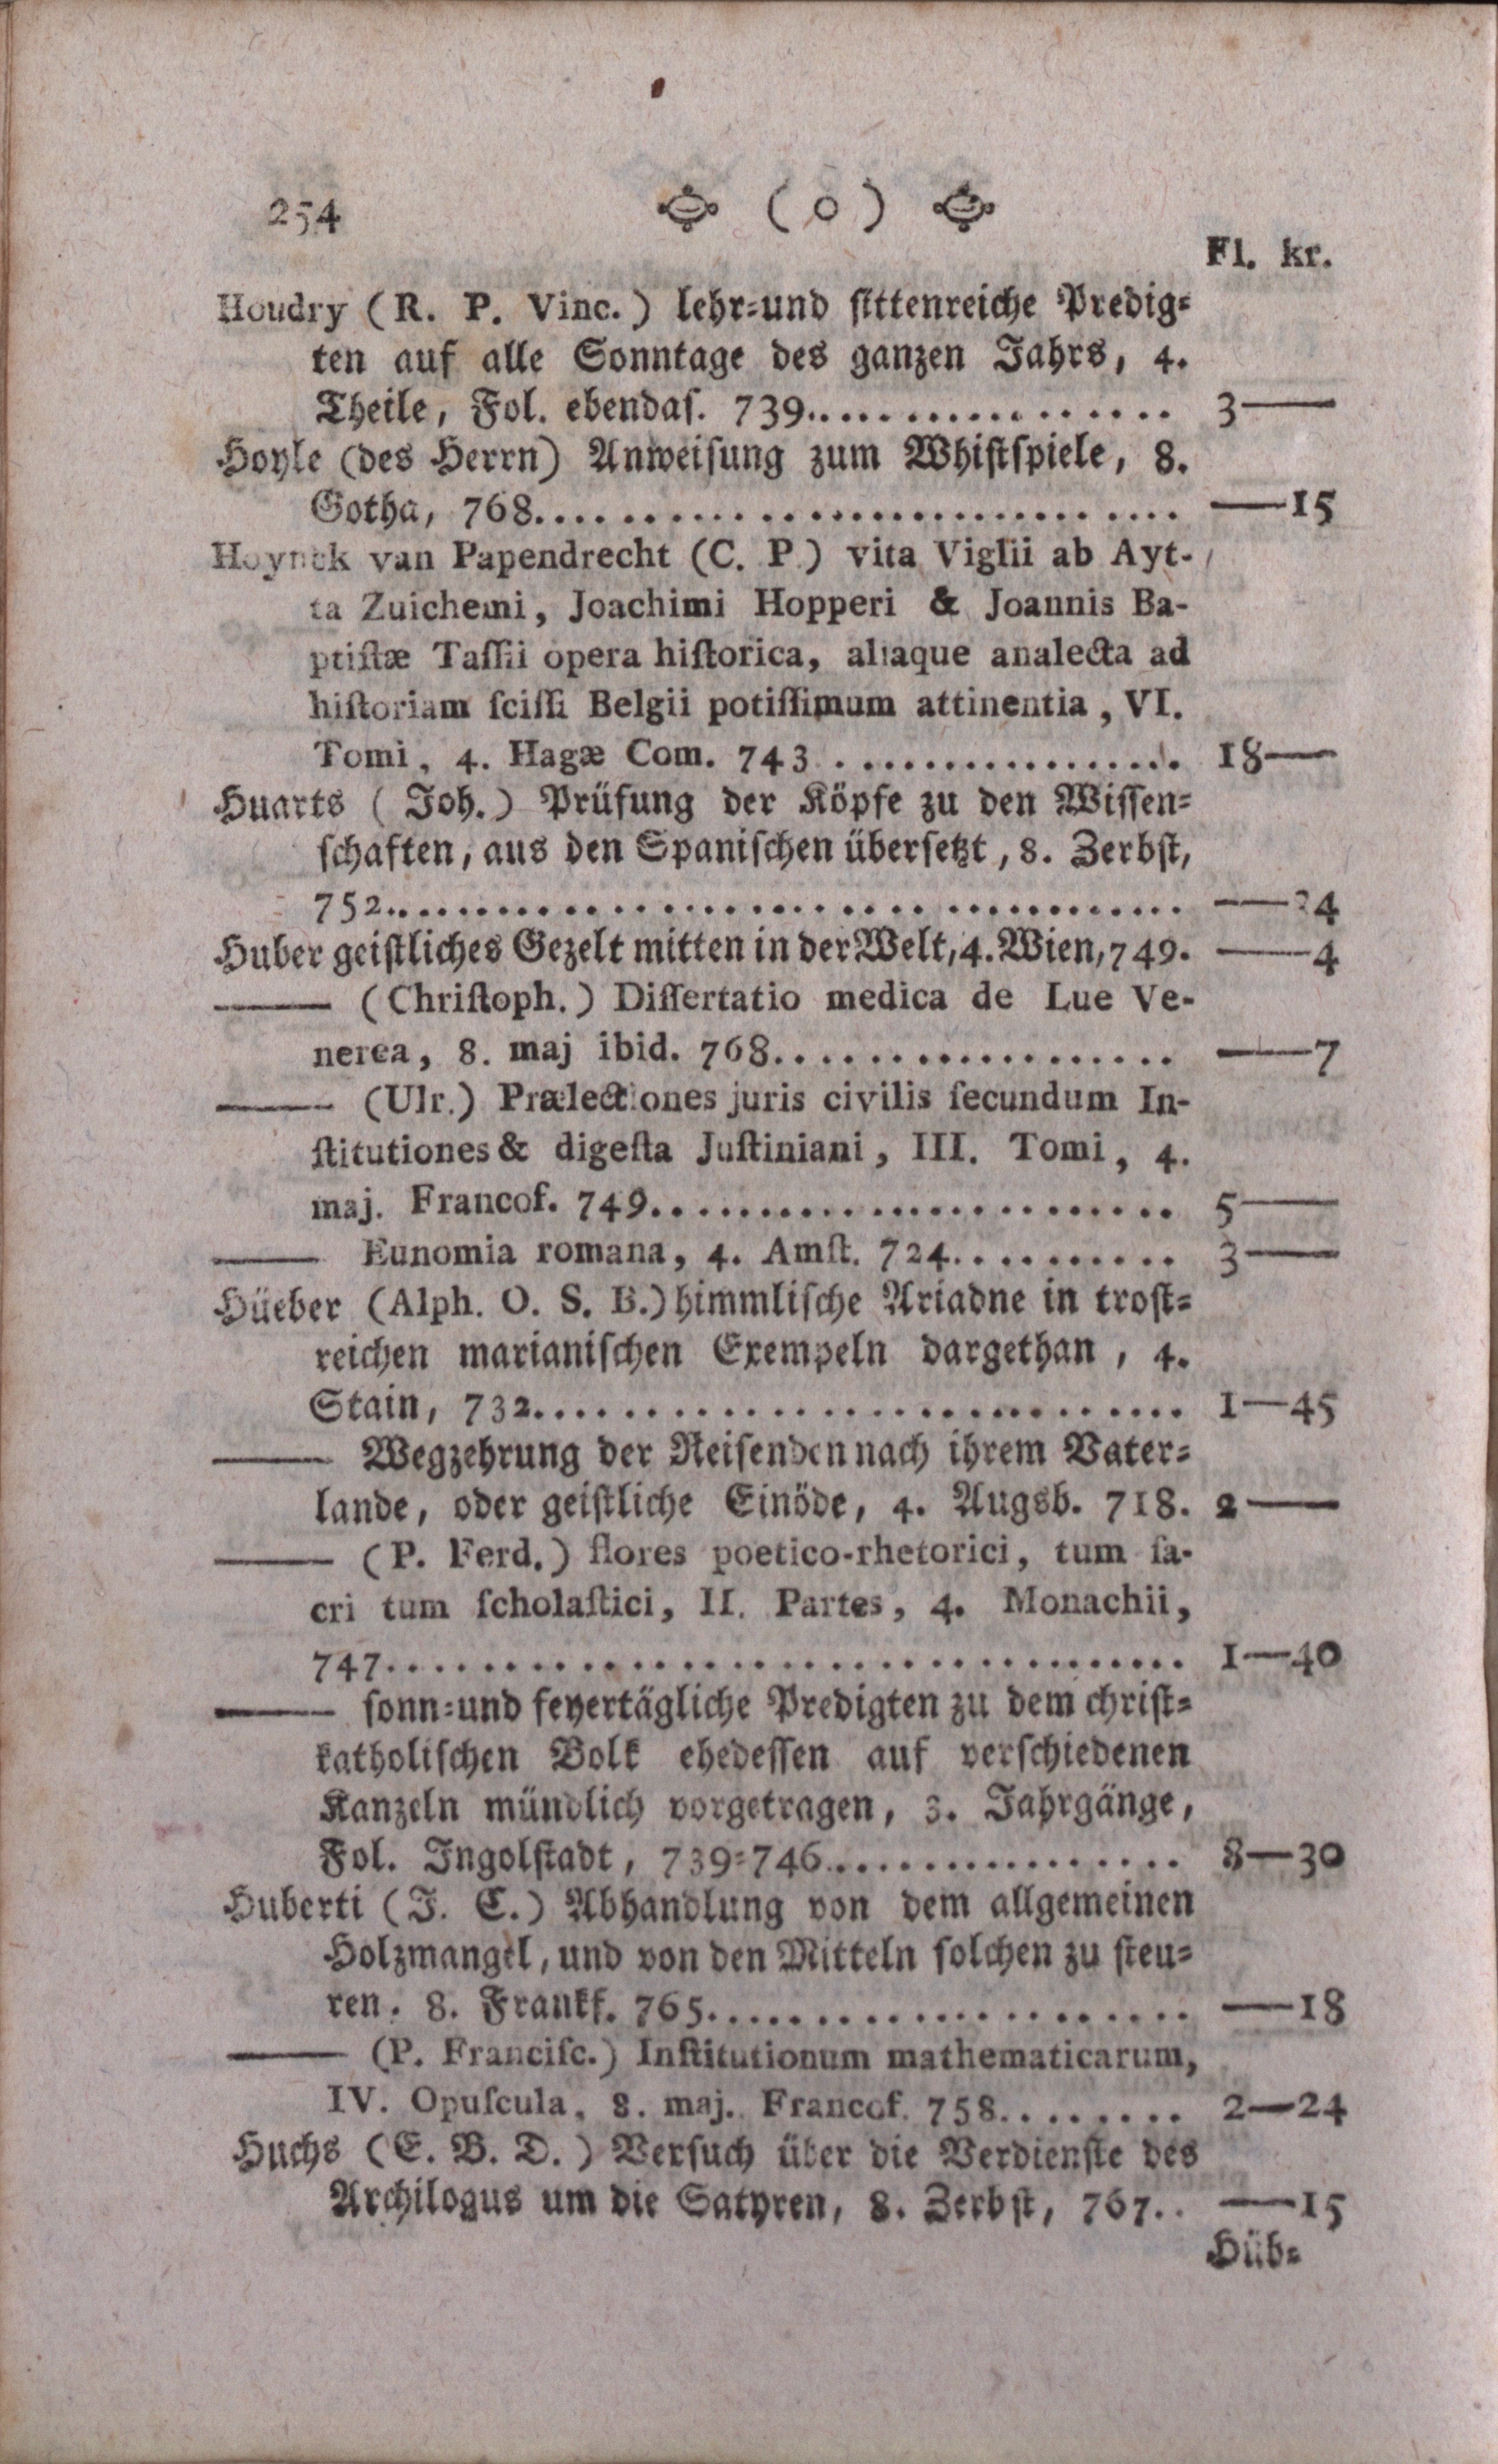 254 ( o )
Fl. kr.
Houdry (R. P. Vinc.) lehr=und sittenreiche Predig=
ten auf alle Sonntage des ganzen Jahrs, 4.
Theile, Fol. ebendas. 739.................. 3——
Hoyle (des Herrn) Anweisung zum Whistspiele, 8.
Gotha, 768.............................. ——15
Hoynck van Papendrecht (C. P.) vita Viglii ab Ayt-
ta Zuichemi, Joachimi Hopperi & Joannis Ba-
ptiſtæ Taſſii opera hiſtorica, aliaque analecta ad
hiſtoriam ſciſſi Belgii potiſſimum attinentia, VI.
Tomi, 4. Hagæ Com. 743................. 18——
Huarts (Joh.) Prüfung der Köpfe zu den Wissen=
schaften, aus den Spanischen übersetzt, 8. Zerbst,
752.................................... ——24
Huber geistliches Gezelt mitten in der Welt, 4. Wien, 749. ——4
—— (Chriſtoph.) Diſſertatio medica de Lue Ve-
nerea, 8. maj ibid. 768.................. ——7
—— (Ulr.) Prælectiones juris civilis ſecundum In-
ſtitutiones & digeſta Juſtiniani, III. Tomi, 4.
maj. Francof. 749........................ 5——
—— Eunomia romana, 4. Amſt. 724.......... 3——
Hüeber (Alph. O. S. B.) himmlische Ariadne in trost=
reichen marianischen Exempeln dargethan, 4.
Stain, 732.............................. 1—45
—— Wegzehrung der Reisenden nach ihrem Vater=
lande, oder geistliche Einöde, 4. Augsb. 718. 2——
—— (P. Ferd.) flores poetico-rhetorici, tum ſa-
cri tum ſcholaſtici, II. Partes, 4. Monachii,
747.................................... 1—40
—— sonn=und feyertägliche Predigten zu dem christ=
katholischen Volk ehedessen auf verschiedenen
Kanzeln mündlich vorgetragen, 3. Jahrgänge,
Fol. Ingolstadt, 739=746................. 8—30
Huberti (J. C.) Abhandlung von dem allgemeinen
Holzmangel, und von den Mitteln solchen zu steu=
ren. 8. Frankf. 765...................... ——18
—— (P. Franciſc.) Inſtitutionum mathematicarum,
IV. Opuſcula, 8. maj. Francof. 758......... 2—24
Huchs (E. B. D.) Versuch über die Verdienste des
Archilogus um die Satyren, 8. Zerbst, 767.. ——15
Hüb=